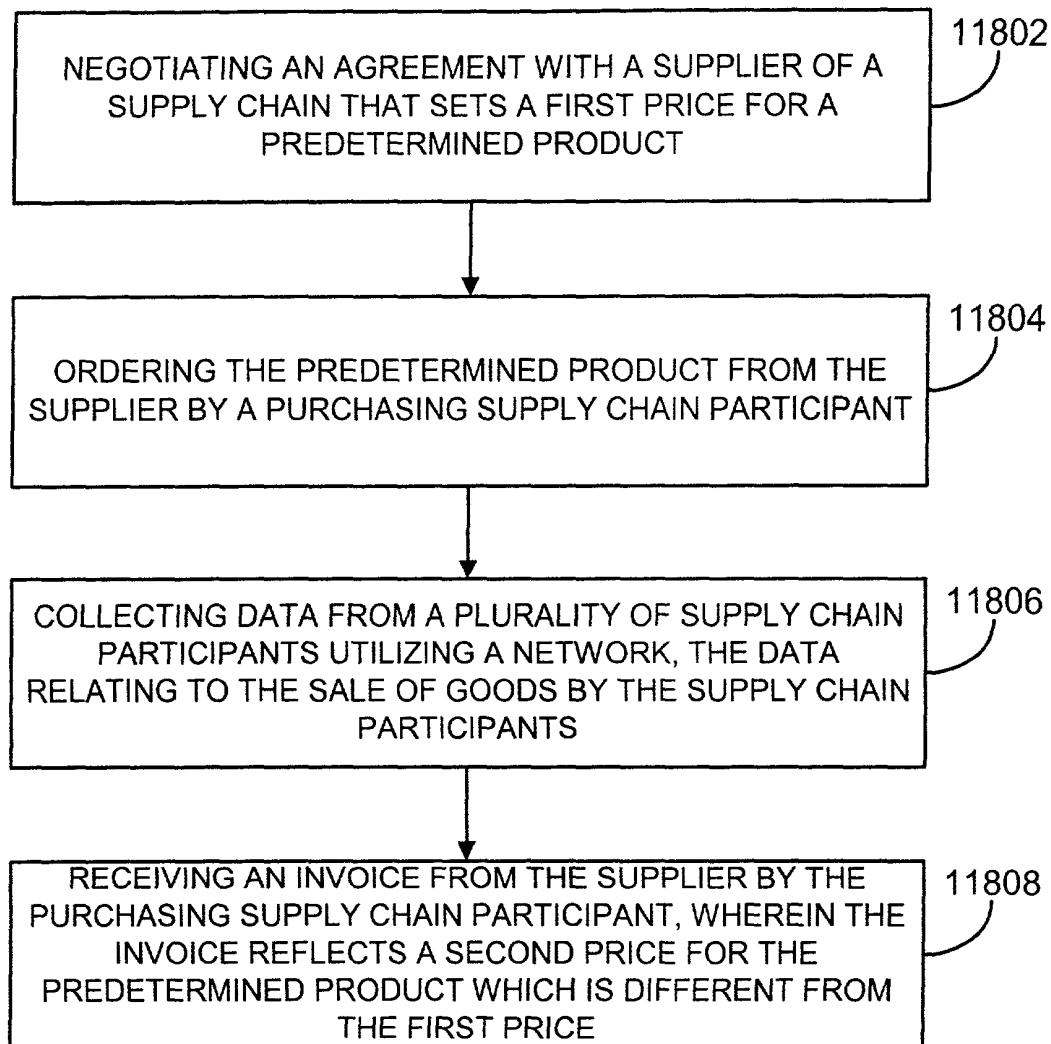 11802
NEGOTIATING AN AGREEMENT WITH A SUPPLIER OF A
SUPPLY CHAIN THAT SETS A FIRST PRICE FOR A
PREDETERMINED PRODUCT
11804
ORDERING THE PREDETERMINED PRODUCT FROM THE
SUPPLIER BY A PURCHASING SUPPLY CHAIN PARTICIPANT
11806
COLLECTING DATA FROM A PLURALITY OF SUPPLY CHAIN
PARTICIPANTS UTILIZING A NETWORK, THE DATA
RELATING TO THE SALE OF GOODS BY THE SUPPLY CHAIN
PARTICIPANTS
11808
RECEIVING AN INVOICE FROM THE SUPPLIER BY THE
PURCHASING SUPPLY CHAIN PARTICIPANT, WHEREIN THE
INVOICE REFLECTS A SECOND PRICE FOR THE
PREDETERMINED PRODUCT WHICH IS DIFFERENT FROM
THE FIRST PRICE